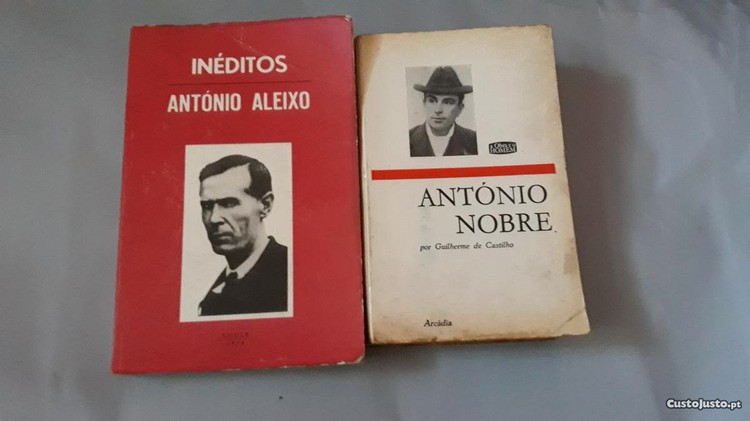 INÉDITOS
ANTÓNIO ALEIXO
A OBRA E O
HOMEM
ANTÓNIO
NOBRE
por Guilherme de Castilho
Arcádia
CustoJusto.pt